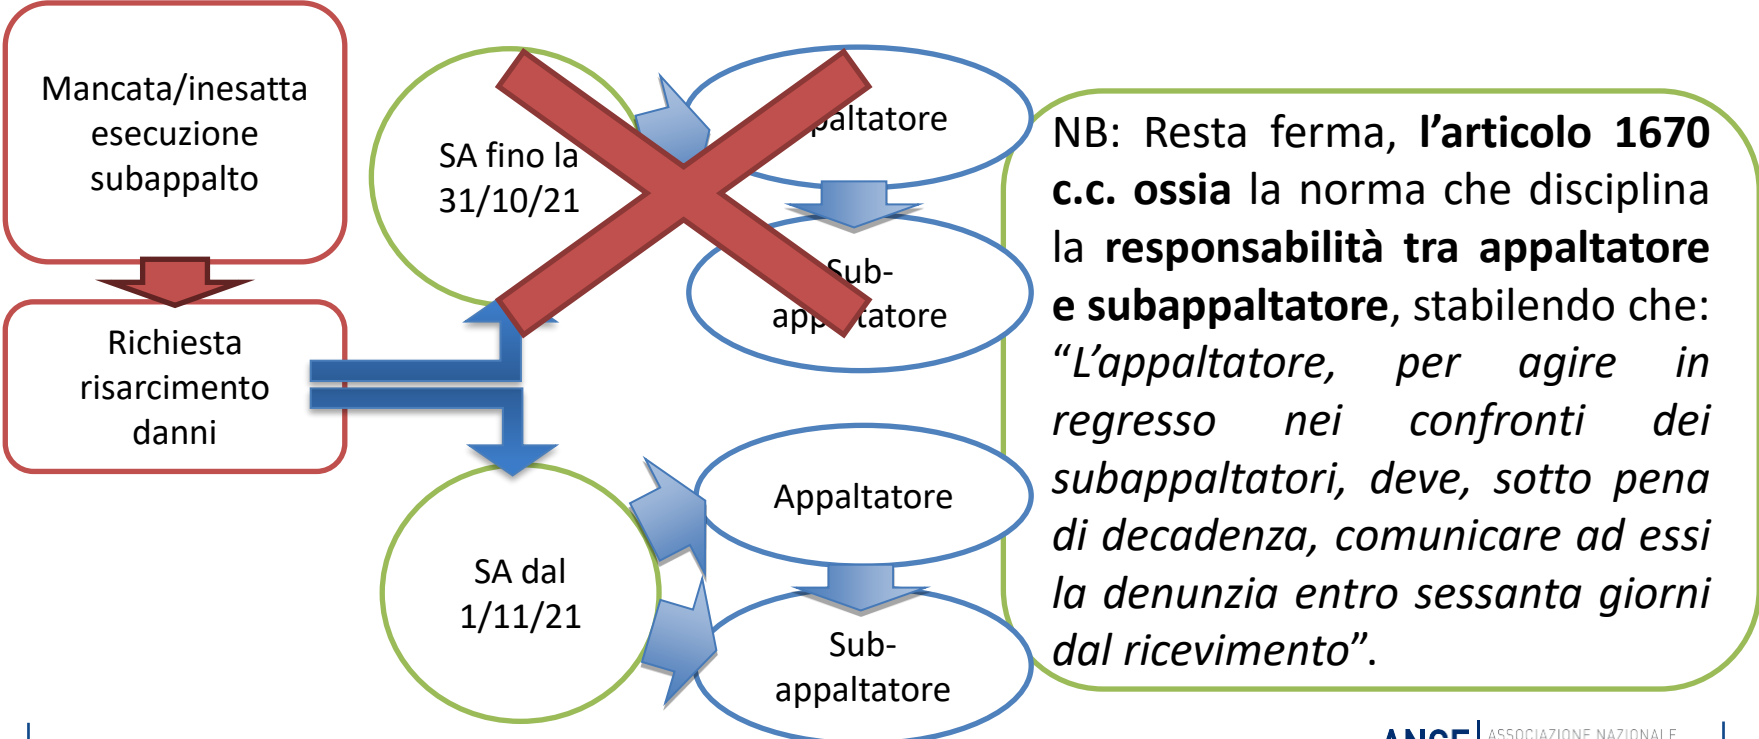 Mancata/inesatta
esecuzione
subappalto
Richiesta
risarcimento
danni
SA fino la
31/10/21
Sub-
SA dal
1/11/21
Appaltatore
Sub-
appaltatore
NB: Resta ferma, l’articolo 1670
c.c. ossia la norma che disciplina
la responsabilità tra appaltatore
e subappaltatore, stabilendo che:
“L’appaltatore, per agire in
regresso nei confronti dei
subappaltatori, deve, sotto pena
di decadenza, comunicare ad essi
la denunzia entro sessanta giorni
dal ricevimento”.
ASSOCIAZIONE NAZIONALE